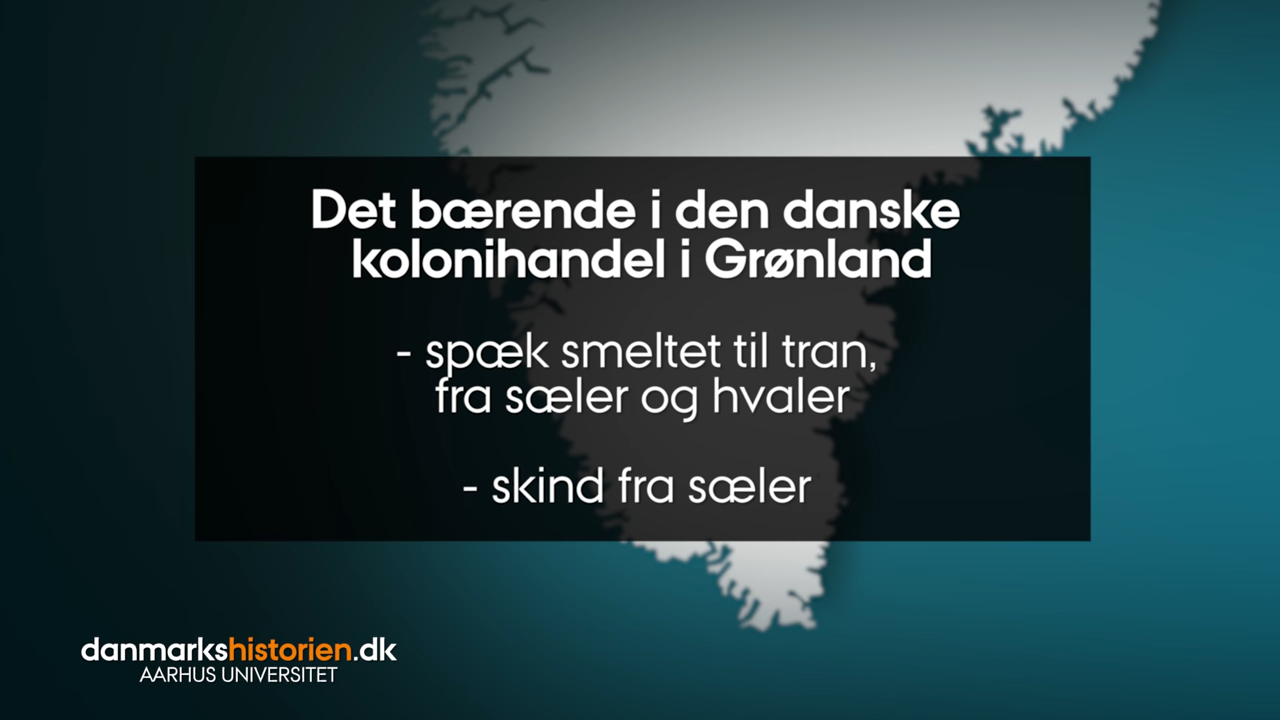 Det bærende i den danske
kolonihandel i Grønland
- spæk smeltet til tran,
fra sæler og hvaler
- skind fra sæler
danmarkshistorien.dk
AARHUS UNIVERSITET